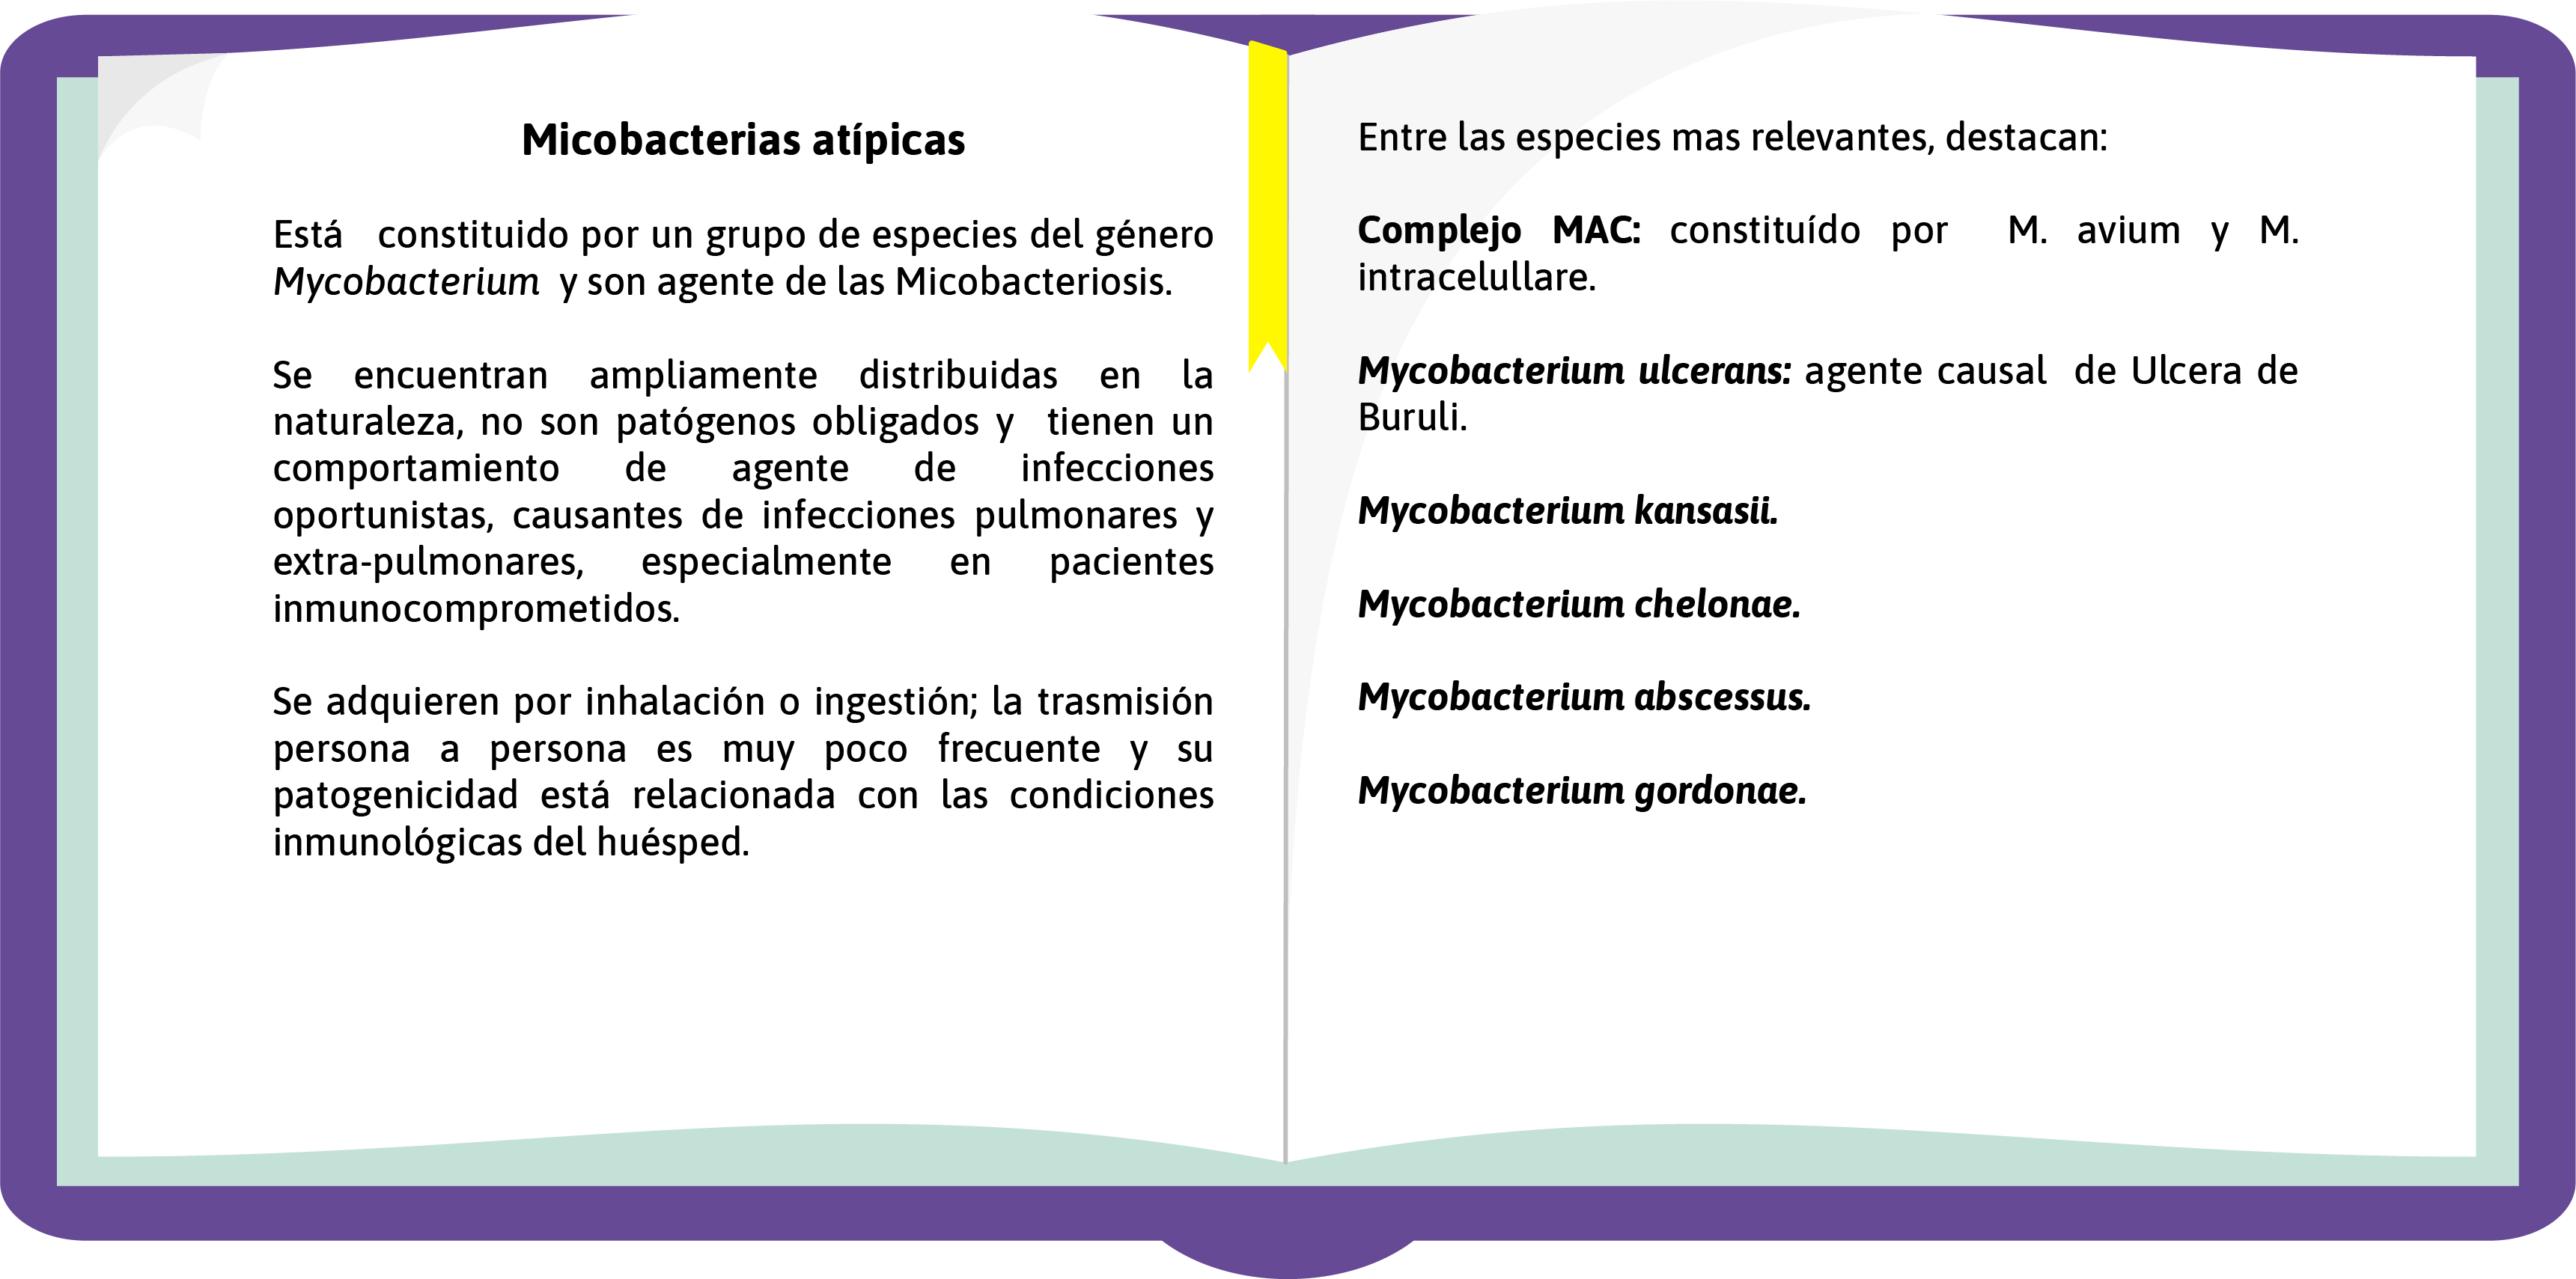 Micobacterias atípicas
Está constituido por un grupo de especies del género
Mycobacterium y son agente de las Micobacteriosis.
Se encuentran ampliamente distribuidas en la
naturaleza, no son patógenos obligados y tienen un
comportamiento de agente de infecciones
oportunistas, causantes de infecciones pulmonares y
extra-pulmonares, especialmente en pacientes
inmunocomprometidos.
Se adquieren por inhalación o ingestión; la trasmisión
persona a persona es muy poco frecuente y su
patogenicidad está relacionada con las condiciones
inmunológicas del huésped.
Entre las especies mas relevantes, destacan:
Complejo MAC: constituído por M. avium y M.
intracelullare.
Mycobacterium ulcerans: agente causal de Ulcera de
Buruli.
Mycobacterium kansasii.
Mycobacterium chelonae.
Mycobacterium abscessus.
Mycobacterium gordonae.